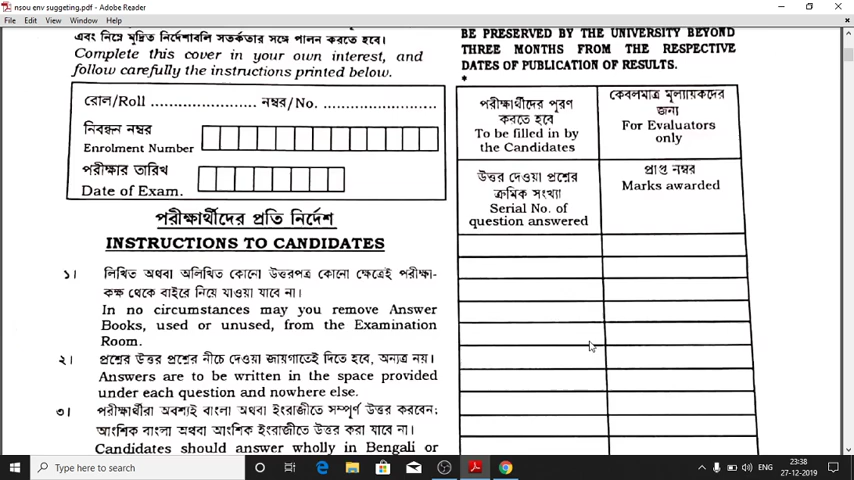 nsou env suggeting.pdf - Adobe Reader
File Edit View Window Help
এবং নিম্নে মুদ্রিত নির্দেশাবলি সতর্কতার সঙ্গে পালন করতে হবে।
Complete this cover in your own interest, and
follow carefully the instructions printed below.
রোল/Roll .......................... নম্বর/No. ............................
নিবন্ধন নম্বর
Enrolment Number
পরীক্ষার তারিখ
Date of Exam.
পরীক্ষার্থীদের প্রতি নির্দেশ
INSTRUCTIONS TO CANDIDATES
১। লিখিত অথবা অলিখিত কোনো উত্তরপত্র কোনো ক্ষেত্রেই পরীক্ষা-
কক্ষ থেকে বাইরে নিয়ে যাওয়া যাবে না।
In no circumstances may you remove Answer
Books, used or unused, from the Examination
Room.
২। প্রশ্নের উত্তর প্রশ্নের নীচে দেওয়া জায়গাতেই দিতে হবে, অন্যত্র নয়।
Answers are to be written in the space provided
under each question and nowhere else.
৩। পরীক্ষার্থীরা অবশ্যই বাংলা অথবা ইংরাজীতে সম্পূর্ণ উত্তর করবেন;
আংশিক বাংলা অথবা আংশিক ইংরাজীতে উত্তর করা যাবে না।
Candidates should answer wholly in Bengali or
BE PRESERVED BY THE UNIVERSITY BEYOND
THREE MONTHS FROM THE RESPECTIVE
DATES OF PUBLICATION OF RESULTS.
*
পরীক্ষার্থীদের পূরণ
করতে হবে
To be filled in by
the Candidates
কেবলমাত্র মূল্যায়কদের
জন্য
For Evaluators
only
উত্তর দেওয়া প্রশ্নের
ক্রমিক সংখ্যা
Serial No. of
question answered
প্রাপ্ত নম্বর
Marks awarded
Type here to search
ENG
23:38
27-12-2019